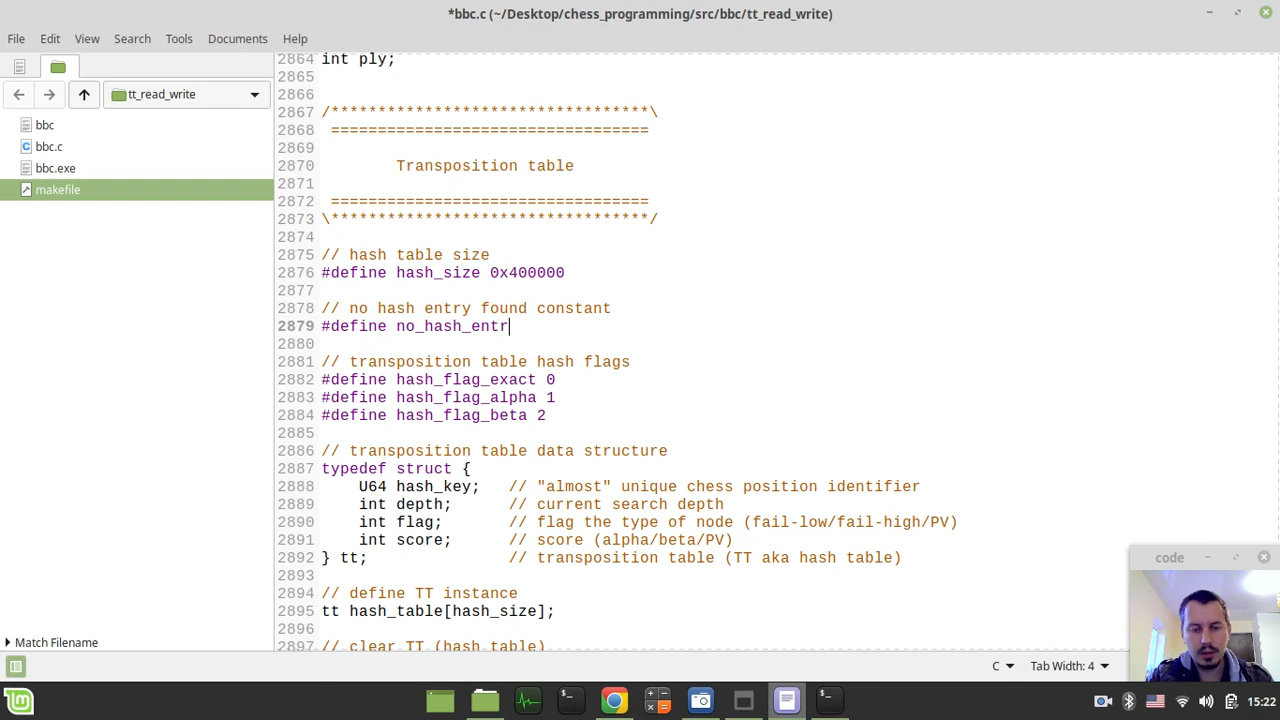 *bbc.c (~/Desktop/chess_programming/src/bbc/tt_read_write)
File Edit View Search Tools Documents Help
tt_read_write
bbc
bbc.c
bbc.exe
makefile
Match Filename
2864 int ply;
2865
2866
2867 /**********************************\
2868 ==================================
2869
2870 Transposition table
2871
2872 ==================================
2873 \**********************************/
2874
2875 // hash table size
2876 #define hash_size 0x400000
2877
2878 // no hash entry found constant
2879 #define no_hash_entr
2880
2881 // transposition table hash flags
2882 #define hash_flag_exact 0
2883 #define hash_flag_alpha 1
2884 #define hash_flag_beta 2
2885
2886 // transposition table data structure
2887 typedef struct {
2888 U64 hash_key; // "almost" unique chess position identifier
2889 int depth; // current search depth
2890 int flag; // flag the type of node (fail-low/fail-high/PV)
2891 int score; // score (alpha/beta/PV)
2892 } tt; // transposition table (TT aka hash table)
2893
2894 // define TT instance
2895 tt hash_table[hash_size];
2896
2897 // clear TT (hash table)
code
C Tab Width: 4
15:22